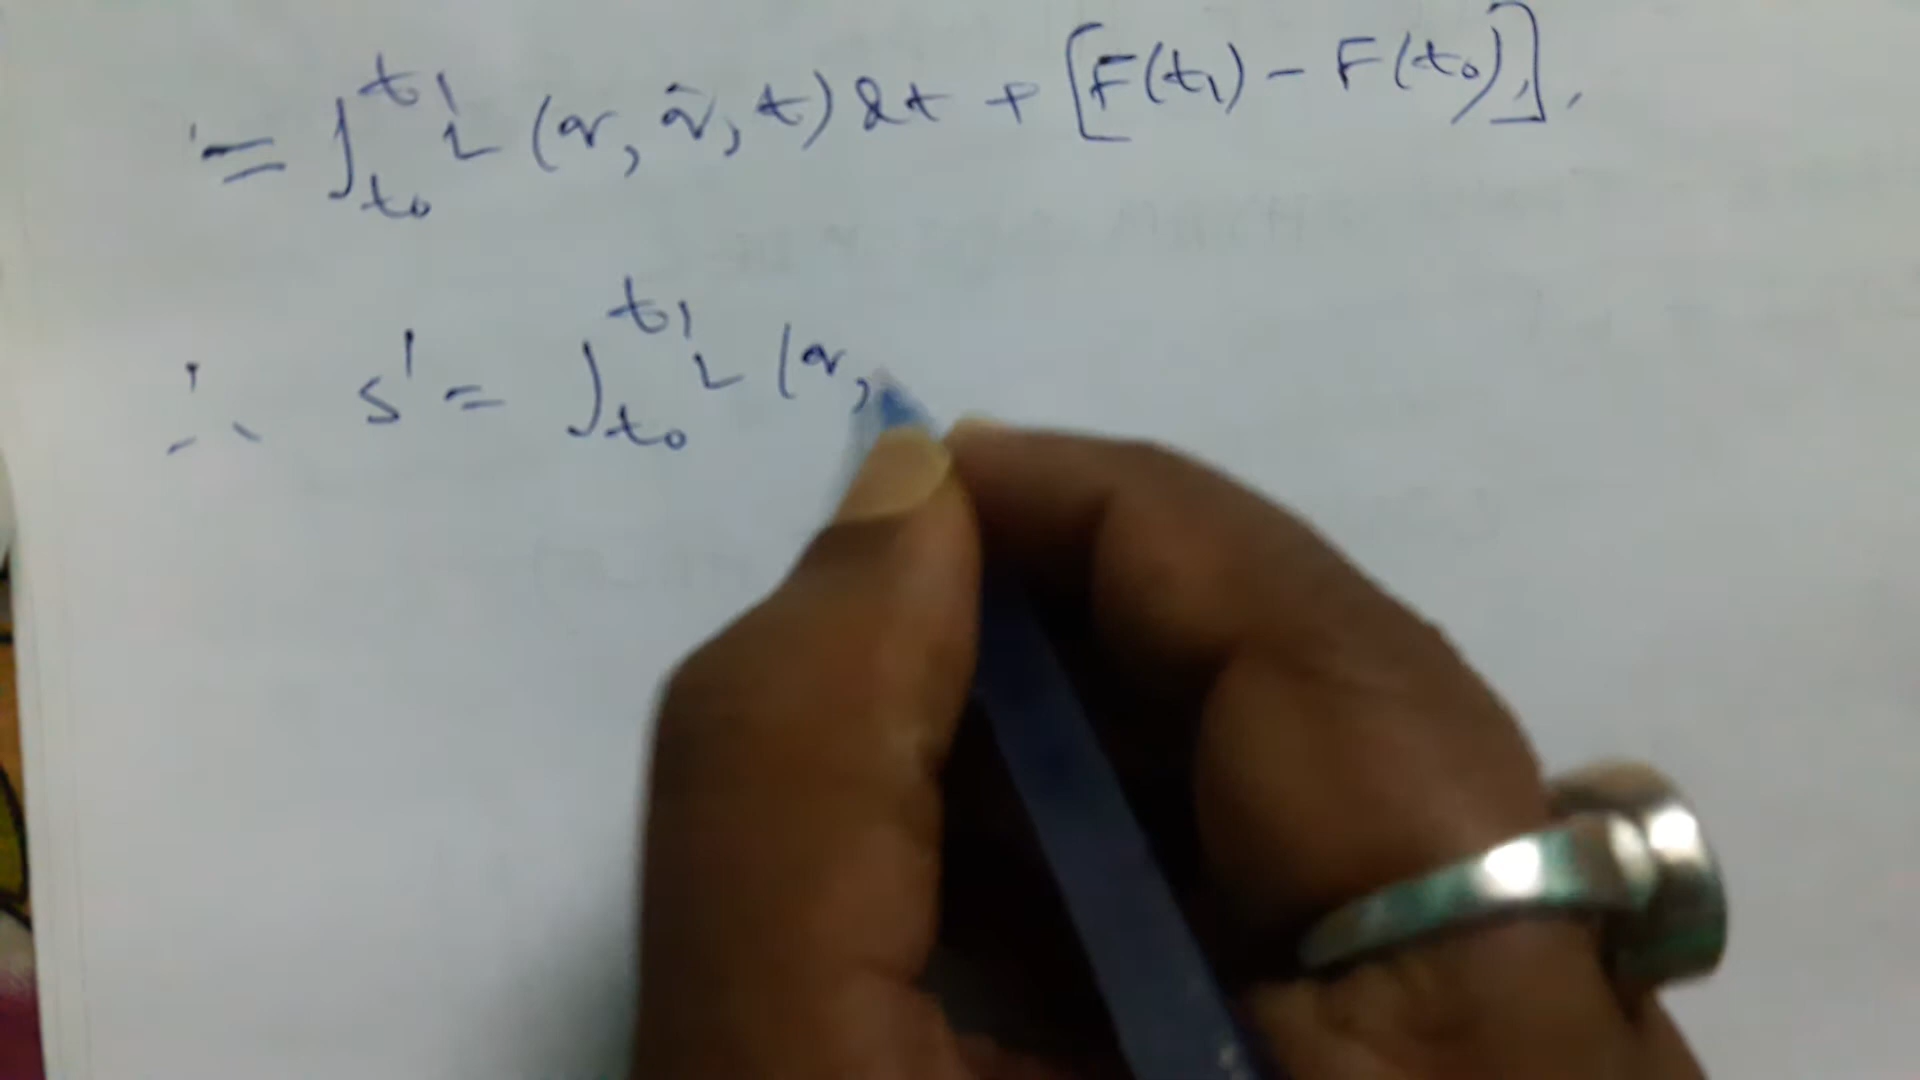 = ∫_{t₀}^{t₁} L (q, q̇, t) dt + [F(t₁) - F(t₀)].
∴ s' = ∫_{t₀}^{t₁} L (q,